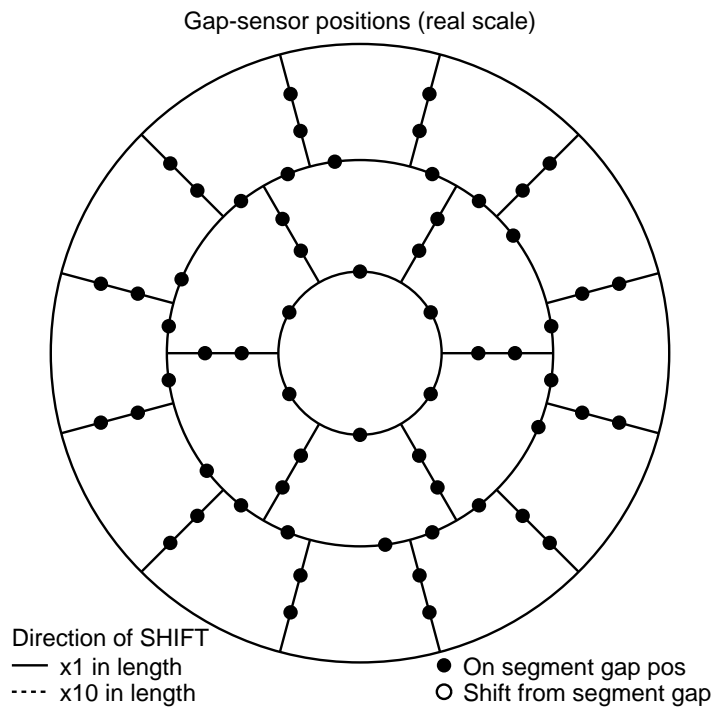 Gap-sensor positions (real scale)
Direction of SHIFT
x1 in length
x10 in length
On segment gap pos
Shift from segment gap